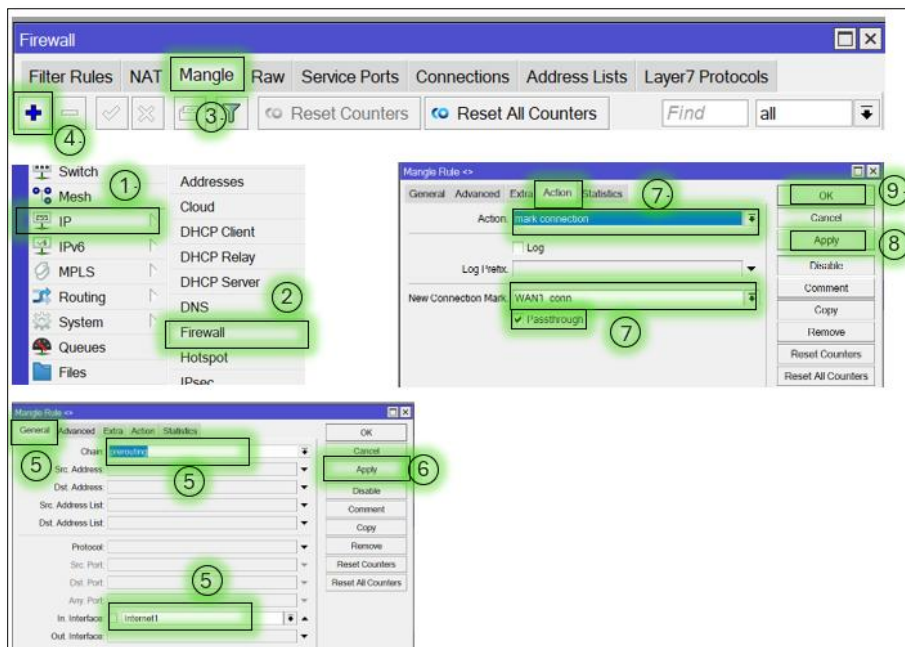 Firewall
Filter Rules NAT Mangle Raw Service Ports Connections Address Lists Layer7 Protocols
3 Reset Counters Reset All Counters Find all
4
Switch
1
Mesh
IP
IPv6
MPLS
Routing
System
Queues
Files
Addresses
Cloud
DHCP Client
DHCP Relay
DHCP Server
2
DNS
Firewall
Hotspot
IPsec
Mangle Rule <>
General Advanced Extra Action Statistics
7
Action: mark connection
Log
Log Prefix:
New Connection Mark: WAN1_conn
Passthrough
7
OK
9
Cancel
Apply
8
Disable
Comment
Copy
Remove
Reset Counters
Reset All Counters
Mangle Rule <>
General Advanced Extra Action Statistics
5
Chain: prerouting
5
Src. Address:
Dst. Address:
Src. Address List:
Dst. Address List:
Protocol:
Src. Port:
5
Dst. Port:
Any. Port:
In. Interface: Internet1
Out. Interface:
OK
Cancel
Apply
6
Disable
Comment
Copy
Remove
Reset Counters
Reset All Counters